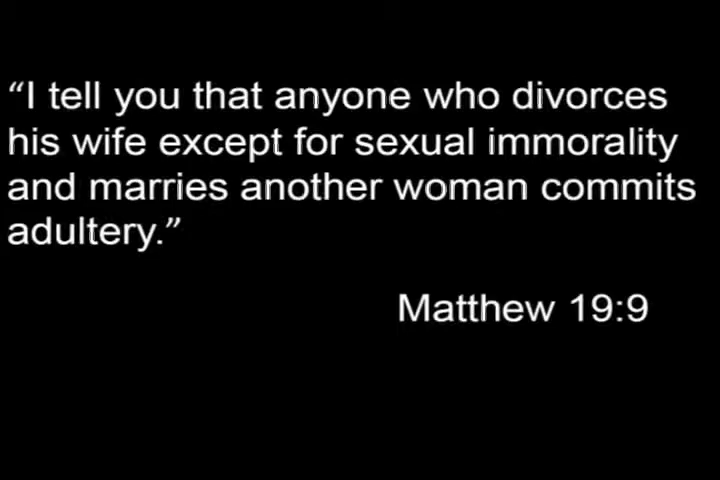 “I tell you that anyone who divorces
his wife except for sexual immorality
and marries another woman commits
adultery.”
Matthew 19:9